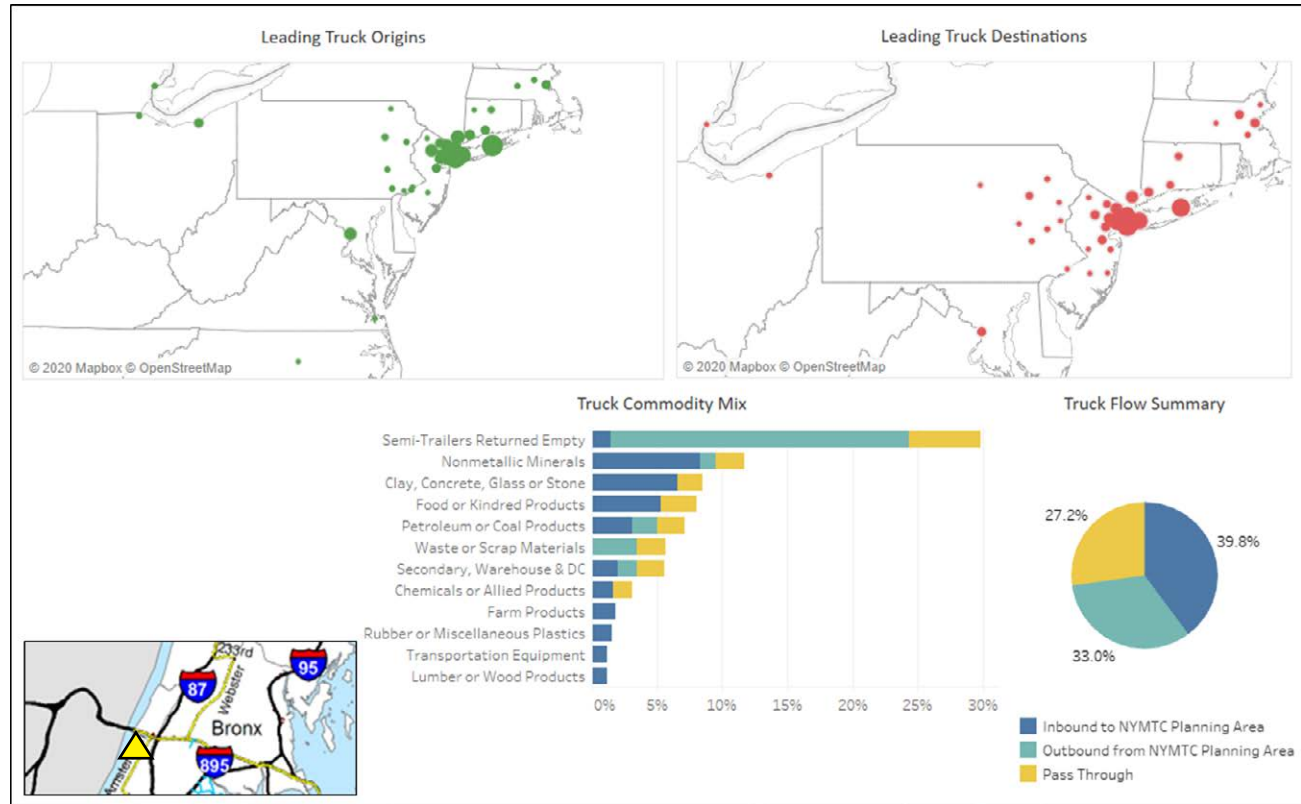 Leading Truck Origins
Leading Truck Destinations
© 2020 Mapbox © OpenStreetMap
© 2020 Mapbox © OpenStreetMap
Truck Commodity Mix
Semi-Trailers Returned Empty
Nonmetallic Minerals
Clay, Concrete, Glass or Stone
Food or Kindred Products
Petroleum or Coal Products
Waste or Scrap Materials
Secondary, Warehouse & DC
Chemicals or Allied Products
Farm Products
Rubber or Miscellaneous Plastics
Transportation Equipment
Lumber or Wood Products
0% 5% 10% 15% 20% 25% 30%
Truck Flow Summary
27.2%
39.8%
33.0%
Inbound to NYMTC Planning Area
Outbound from NYMTC Planning Area
Pass Through
233rd
95
87
Webster
Bronx
895